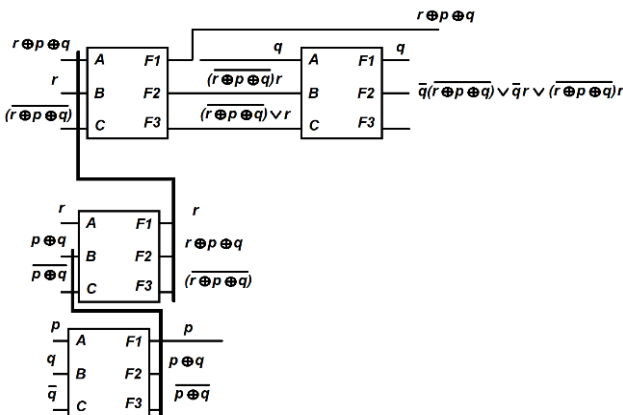 r⊕p⊕q
r⊕p⊕q A F1 q A F1 q
r B F2 (r⊕p⊕q)̅r B F2 q̅(r⊕p⊕q)̅ ∨ q̅r ∨ (r⊕p⊕q)̅r
(r⊕p⊕q)̅ C F3 (r⊕p⊕q)̅∨r C F3
r A F1 r
p⊕q B F2 r⊕p⊕q
p⊕q̅ C F3 (r⊕p⊕q)̅
p A F1 p
q B F2 p⊕q
q̅ C F3 p⊕q̅